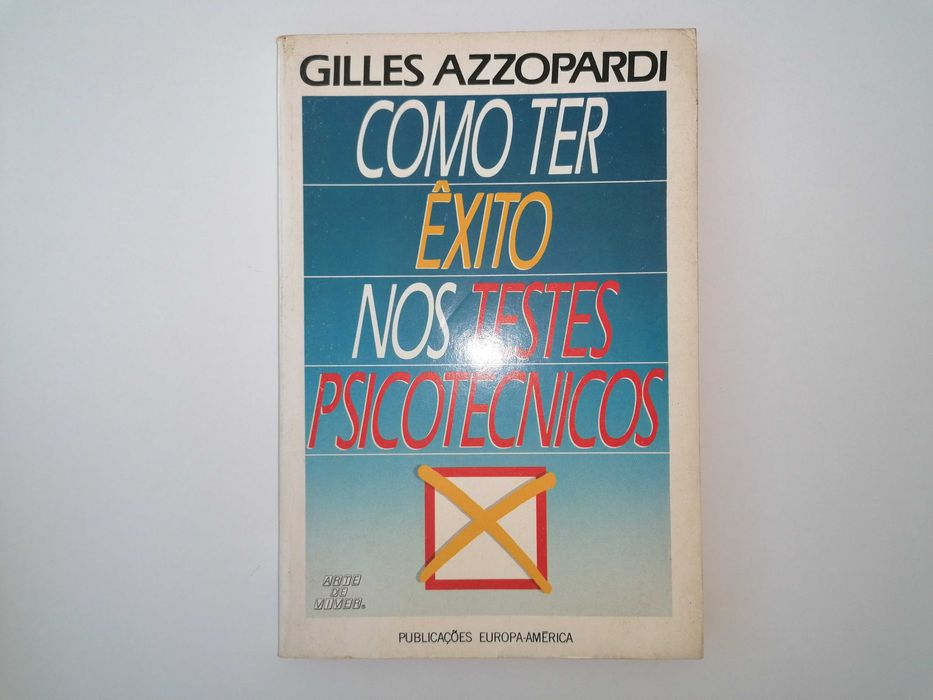 GILLES AZZOPARDI
COMO TER
ÊXITO
NOS TESTES
PSICOTÉCNICOS
ARTE
DE
VIVER®
PUBLICAÇÕES EUROPA-AMÉRICA